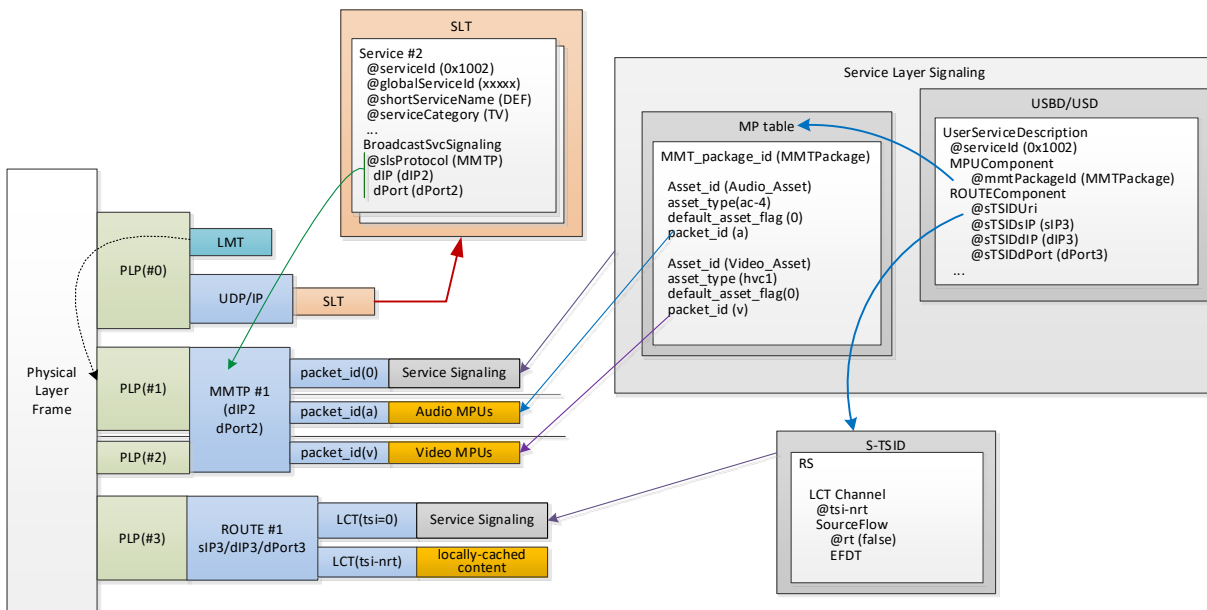 SLT
Service #2
@serviceId (0x1002)
@globalServiceId (xxxxx)
@shortServiceName (DEF)
@serviceCategory (TV)
...
BroadcastSvcSignaling
@slsProtocol (MMTP)
dIP (dIP2)
dPort (dPort2)
Service Layer Signaling
MP table
MMT_package_id (MMTPackage)
Asset_id (Audio_Asset)
asset_type(ac-4)
default_asset_flag (0)
packet_id (a)
Asset_id (Video_Asset)
asset_type (hvc1)
default_asset_flag(0)
packet_id (v)
USBD/USD
UserServiceDescription
@serviceId (0x1002)
MPUComponent
@mmtPackageId (MMTPackage)
ROUTEComponent
@sTSIDUri
@sTSIDsIP (sIP3)
@sTSIDdIP (dIP3)
@sTSIDdPort (dPort3)
...
Physical
Layer
Frame
PLP(#0)
LMT
UDP/IP
SLT
PLP(#1)
PLP(#2)
MMTP #1
(dIP2
dPort2)
packet_id(0)
Service Signaling
packet_id(a)
Audio MPUs
packet_id(v)
Video MPUs
PLP(#3)
ROUTE #1
sIP3/dIP3/dPort3
LCT(tsi=0)
Service Signaling
LCT(tsi-nrt)
locally-cached
content
S-TSID
RS
LCT Channel
@tsi-nrt
SourceFlow
@rt (false)
EFDT